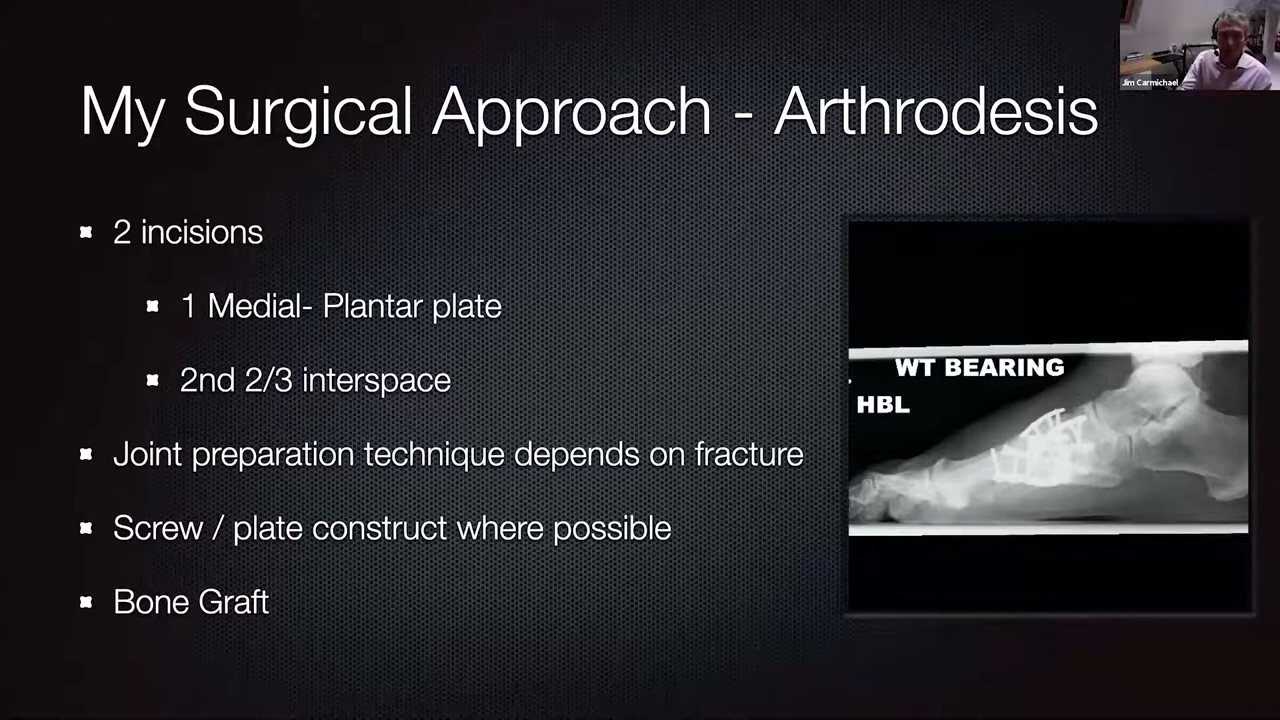 Jim Carmichael
My Surgical Approach - Arthrodesis
2 incisions
1 Medial- Plantar plate
2nd 2/3 interspace
Joint preparation technique depends on fracture
Screw / plate construct where possible
Bone Graft
WT BEARING
HBL